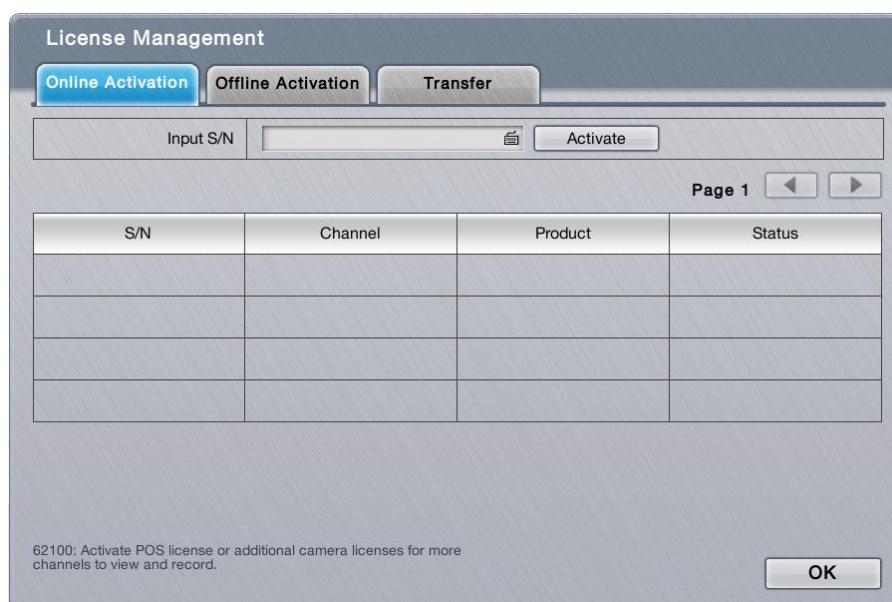 License Management
Online Activation Offline Activation Transfer
Input S/N Activate
Page 1
S/N Channel Product Status
62100: Activate POS license or additional camera licenses for more
channels to view and record.
OK